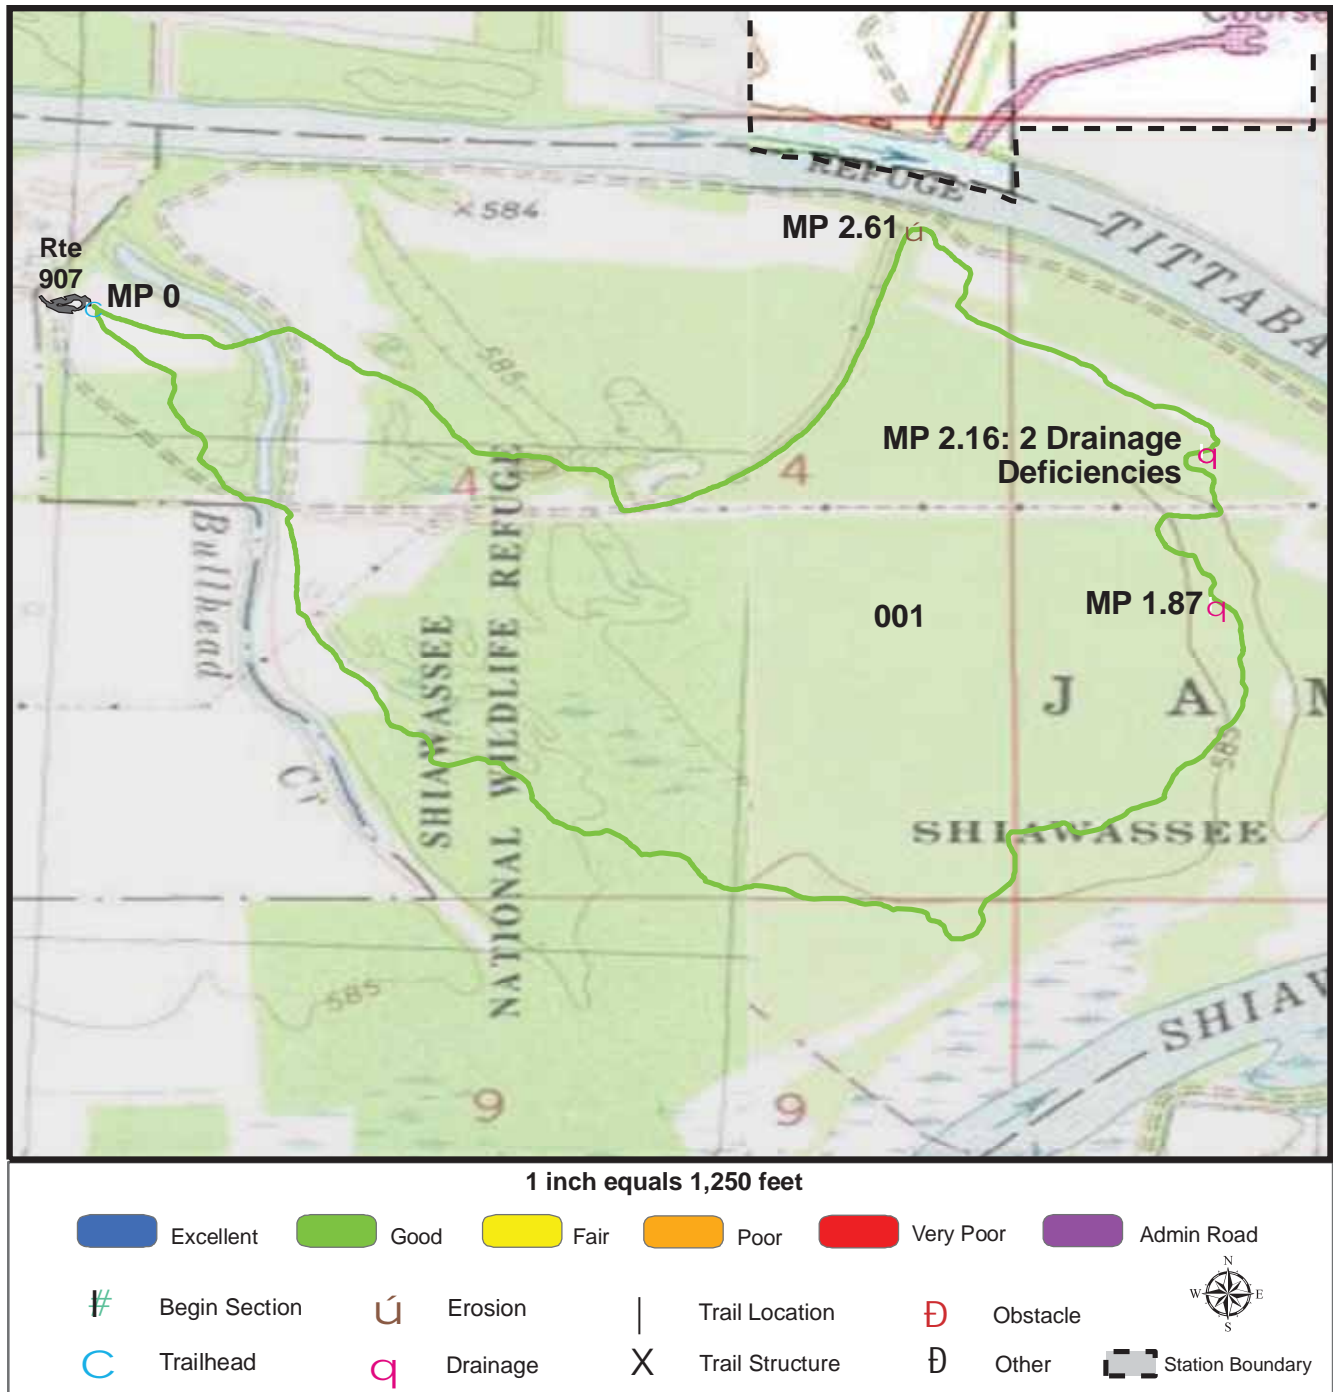 Course
REFUGE
TITTABA
× 584
MP 2.61 ú
Rte
907
C MP 0
585
MP 2.16: 2 Drainage
Deficiencies
q
4
4
Bullhead
Cr
SHIAWASSEE
NATIONAL WILDLIFE REFUGE
001
MP 1.87 q
J A M
585
SHIAWASSEE
585
SHIAW
9
9
1 inch equals 1,250 feet
Excellent Good Fair Poor Very Poor Admin Road
# Begin Section ú Erosion | Trail Location Đ Obstacle
C Trailhead q Drainage X Trail Structure Đ Other Station Boundary
N
W E
S